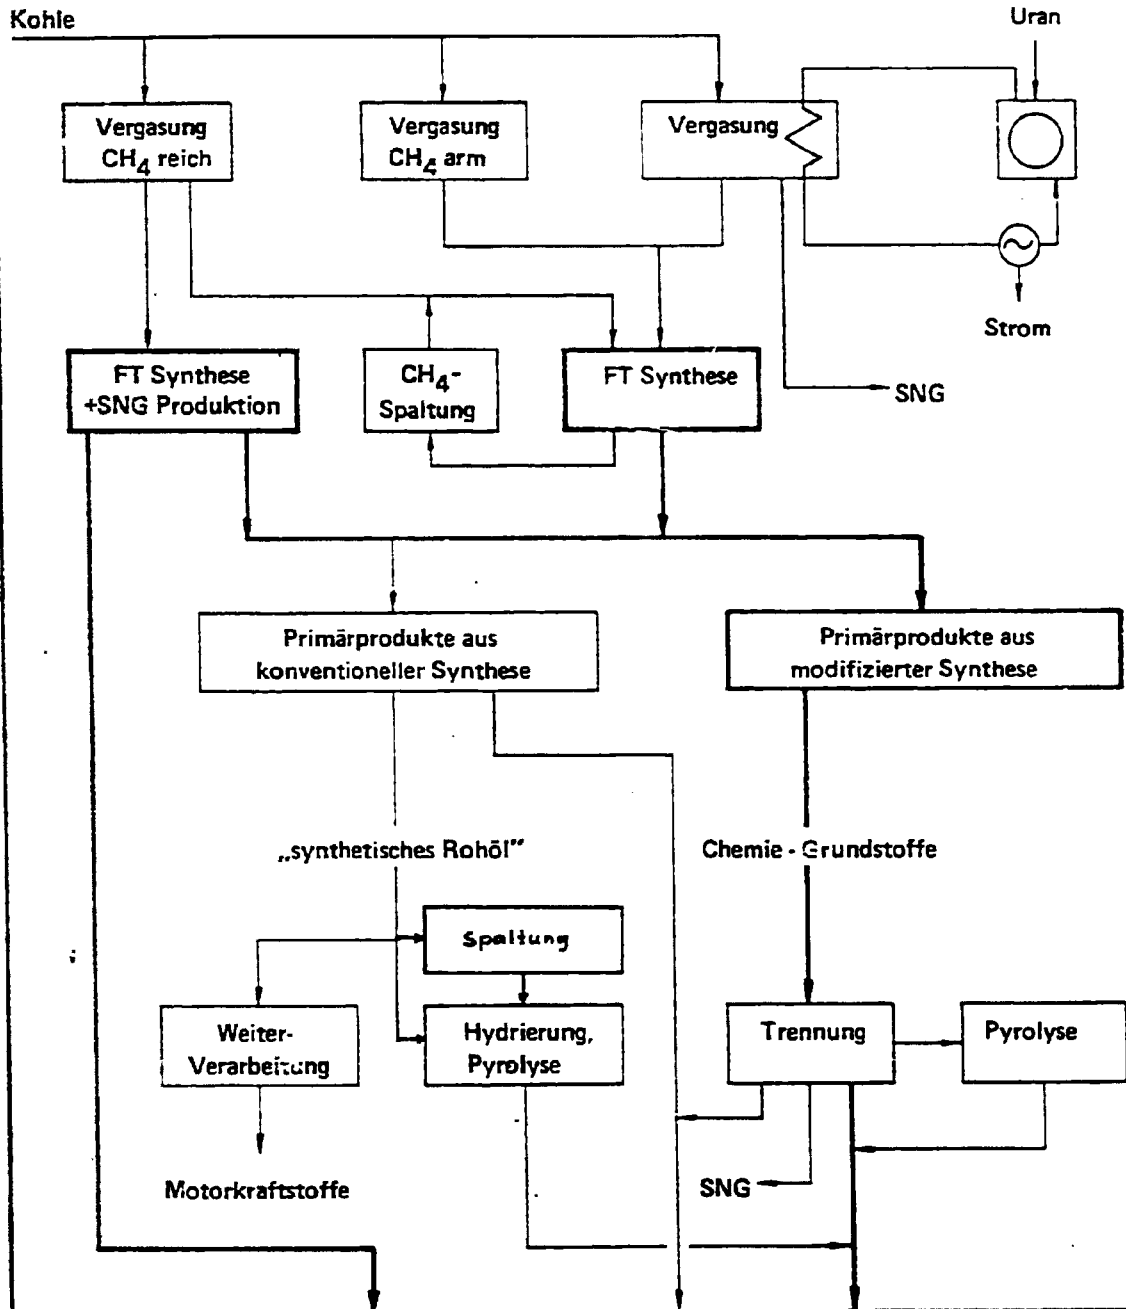 Kohle
Uran
Vergasung
CH4 reich
Vergasung
CH4 arm
Vergasung
~
Strom
FT Synthese
+SNG Produktion
CH4-
Spaltung
FT Synthese
SNG
Primärprodukte aus
konventioneller Synthese
Primärprodukte aus
modifizierter Synthese
„synthetisches Rohöl”
Chemie - Grundstoffe
Spaltung
Weiter-
Verarbeitung
Hydrierung,
Pyrolyse
Trennung
Pyrolyse
Motorkraftstoffe
SNG